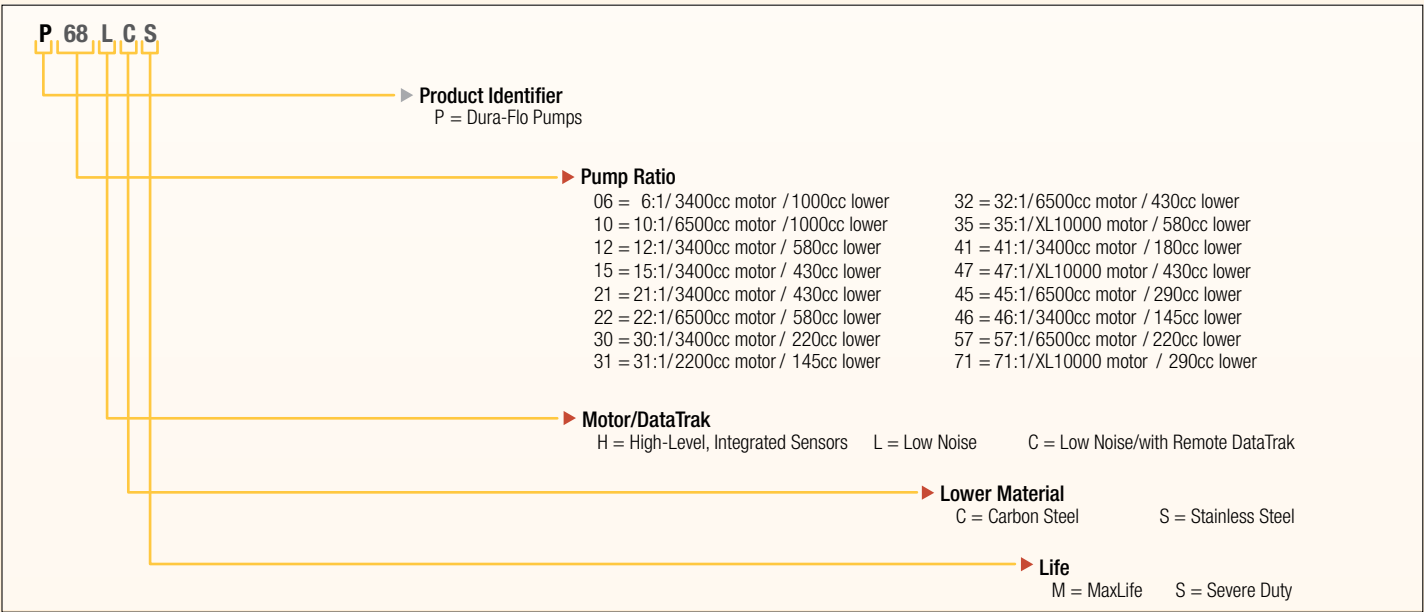 P 68 L C S
Product Identifier
P = Dura-Flo Pumps
Pump Ratio
06 = 6:1/ 3400cc motor / 1000cc lower
10 = 10:1/ 6500cc motor / 1000cc lower
12 = 12:1/ 3400cc motor / 580cc lower
15 = 15:1/ 3400cc motor / 430cc lower
21 = 21:1/ 3400cc motor / 430cc lower
22 = 22:1/ 6500cc motor / 580cc lower
30 = 30:1/ 3400cc motor / 220cc lower
31 = 31:1/ 2200cc motor / 145cc lower
32 = 32:1/ 6500cc motor / 430cc lower
35 = 35:1/ XL10000 motor / 580cc lower
41 = 41:1/ 3400cc motor / 180cc lower
47 = 47:1/ XL10000 motor / 430cc lower
45 = 45:1/ 6500cc motor / 290cc lower
46 = 46:1/ 3400cc motor / 145cc lower
57 = 57:1/ 6500cc motor / 220cc lower
71 = 71:1/ XL10000 motor / 290cc lower
Motor/DataTrak
H = High-Level, Integrated Sensors L = Low Noise C = Low Noise/with Remote DataTrak
Lower Material
C = Carbon Steel S = Stainless Steel
Life
M = MaxLife S = Severe Duty